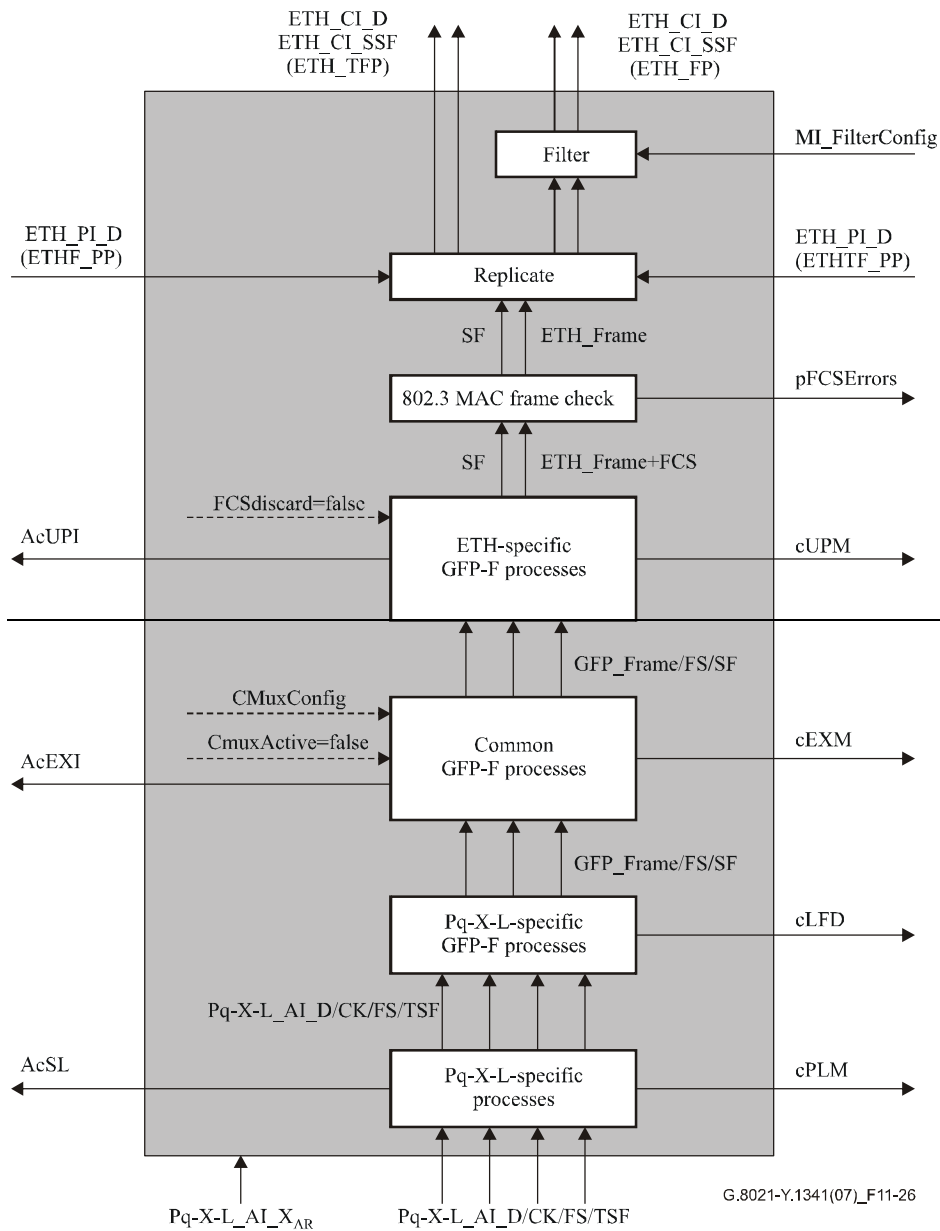 ETH_CI_D
ETH_CI_SSF
(ETH_TFP)
ETH_CI_D
ETH_CI_SSF
(ETH_FP)
Filter
MI_FilterConfig
ETH_PI_D
(ETHF_PP)
Replicate
ETH_PI_D
(ETHTF_PP)
SF
ETH_Frame
802.3 MAC frame check
pFCSErrors
SF
ETH_Frame+FCS
FCSdiscard=false
AcUPI
ETH-specific
GFP-F processes
cUPM
GFP_Frame/FS/SF
CMuxConfig
CmuxActive=false
AcEXI
Common
GFP-F processes
cEXM
GFP_Frame/FS/SF
Pq-X-L-specific
GFP-F processes
cLFD
Pq-X-L_AI_D/CK/FS/TSF
AcSL
Pq-X-L-specific
processes
cPLM
Pq-X-L_AI_X_AR
Pq-X-L_AI_D/CK/FS/TSF
G.8021-Y.1341(07)_F11-26